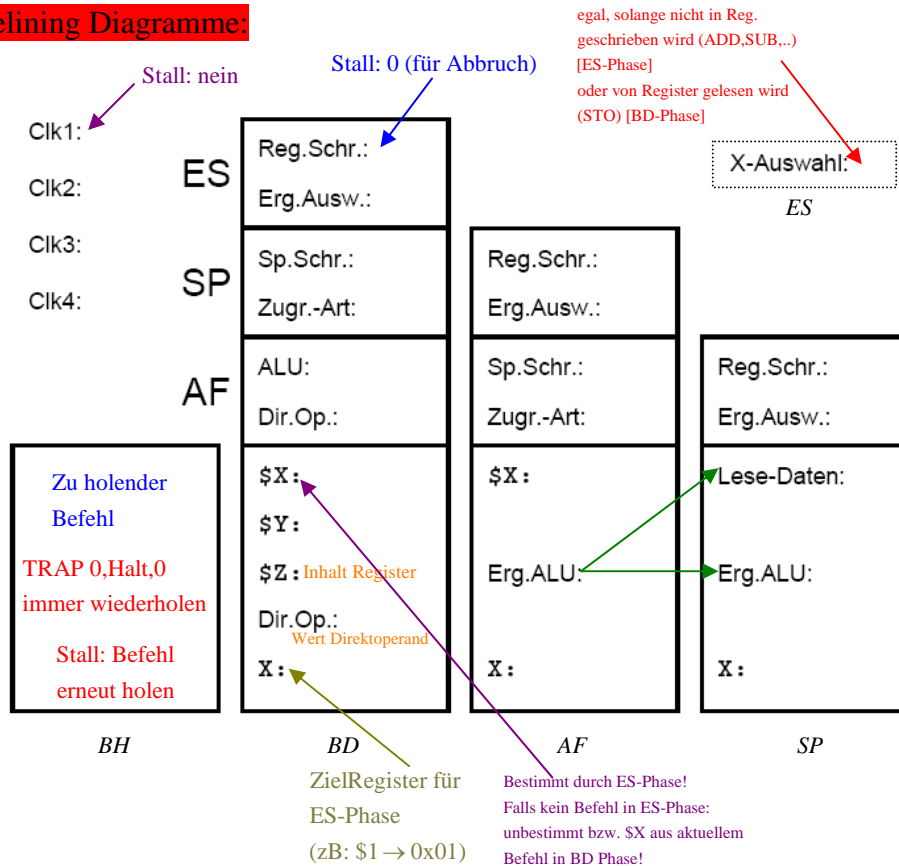 elining Diagramme:
Stall: nein
Stall: 0 (für Abbruch)
egal, solange nicht in Reg.
geschrieben wird (ADD,SUB,..)
[ES-Phase]
oder von Register gelesen wird
(STO) [BD-Phase]
Clk1:
Clk2:
Clk3:
Clk4:
ES
Reg.Schr.:
Erg.Ausw.:
X-Auswahl:
ES
SP
Sp.Schr.:
Zugr.-Art:
Reg.Schr.:
Erg.Ausw.:
AF
ALU:
Dir.Op.:
Sp.Schr.:
Zugr.-Art:
Reg.Schr.:
Erg.Ausw.:
Zu holender
Befehl
TRAP 0,Halt,0
immer wiederholen
Stall: Befehl
erneut holen
BH
$X:
$Y:
$Z: Inhalt Register
Dir.Op.:
Wert Direktoperand
X:
BD
$X:
Erg.ALU:
X:
AF
Lese-Daten:
Erg.ALU:
X:
SP
ZielRegister für
ES-Phase
(zB: $1 → 0x01)
Bestimmt durch ES-Phase!
Falls kein Befehl in ES-Phase:
unbestimmt bzw. $X aus aktuellem
Befehl in BD Phase!